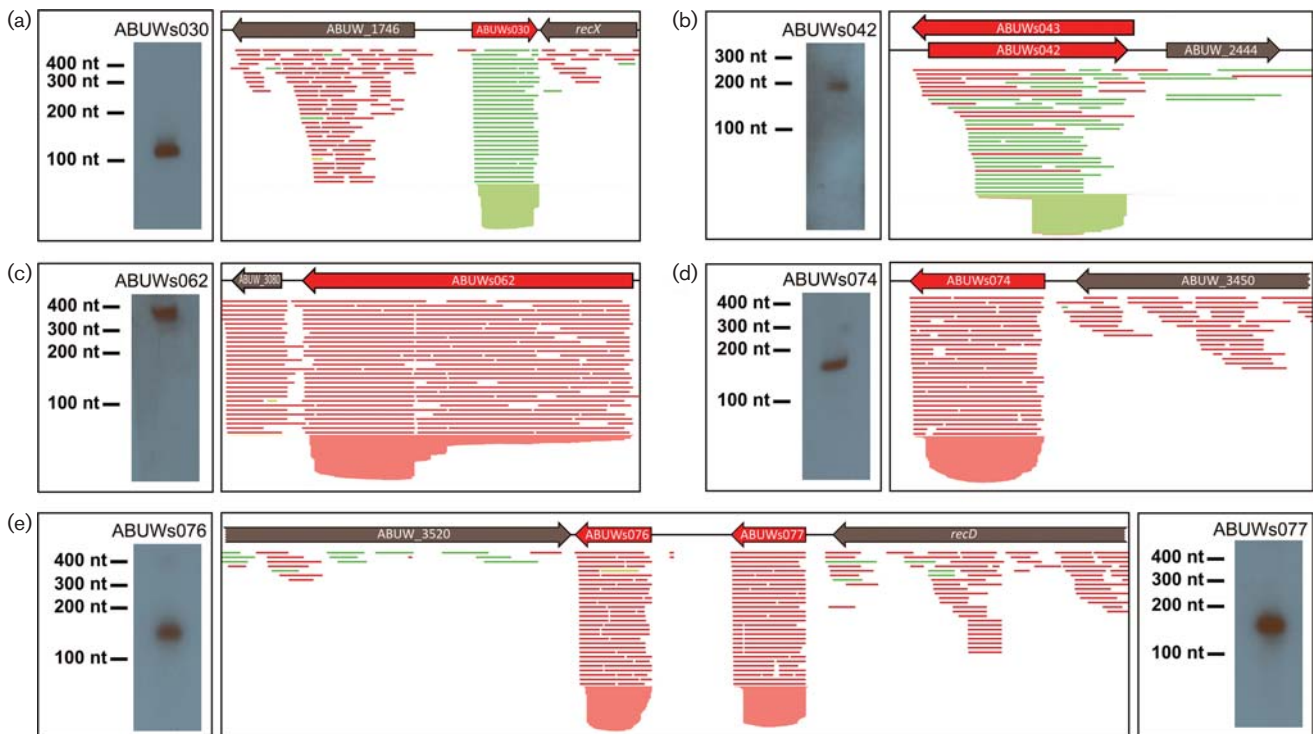 (a)
ABUWs030
400 nt
300 nt
200 nt
100 nt
ABUW_1746
ABUWs030
recX
(b)
ABUWs042
300 nt
200 nt
100 nt
ABUWs043
ABUWs042
ABUW_2444
(c)
ABUWs062
400 nt
300 nt
200 nt
100 nt
ABUW_3080
ABUWs062
(d)
ABUWs074
400 nt
300 nt
200 nt
100 nt
ABUWs074
ABUW_3450
(e)
ABUWs076
400 nt
300 nt
200 nt
100 nt
ABUW_3520
ABUWs076
ABUWs077
recD
ABUWs077
400 nt
300 nt
200 nt
100 nt